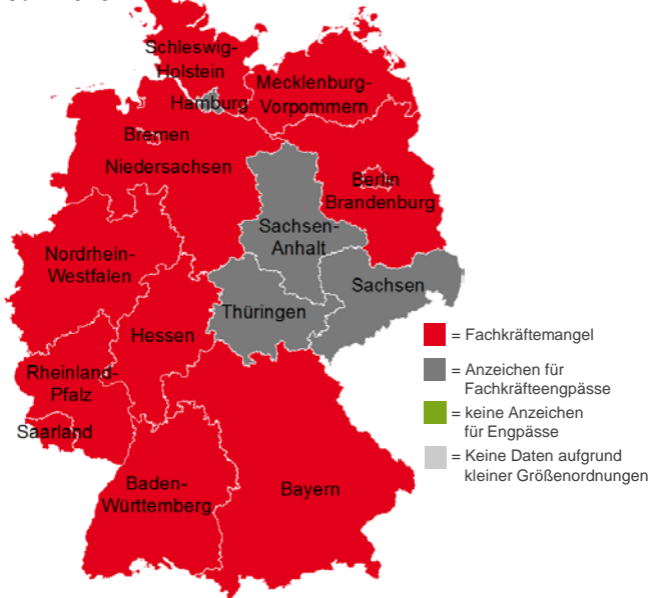 Schleswig-
Holstein
Mecklenburg-
Vorpommern
Hamburg
Bremen
Niedersachsen
Berlin
Brandenburg
Sachsen-
Anhalt
Nordrhein-
Westfalen
Sachsen
Thüringen
Hessen
Rheinland-
Pfalz
Saarland
Baden-
Württemberg
Bayern
= Fachkräftemangel
= Anzeichen für
Fachkräfteengpässe
= keine Anzeichen
für Engpässe
= Keine Daten aufgrund
kleiner Größenordnungen